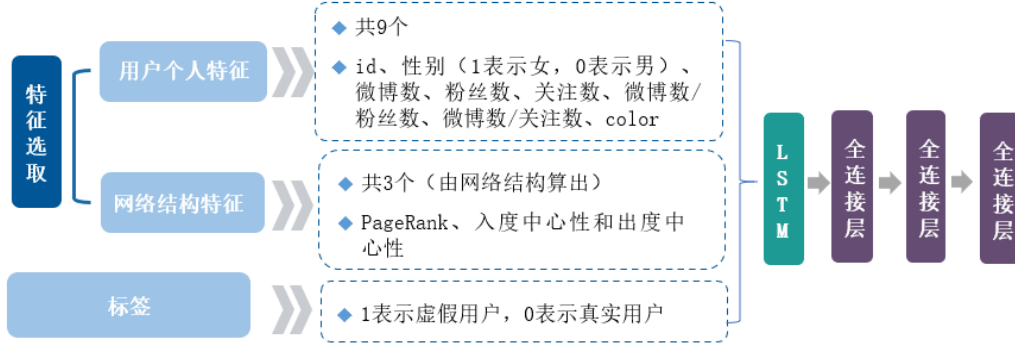 特征选取
用户个人特征
共9个
id、性别（1表示女，0表示男）、
微博数、粉丝数、关注数、微博数/
粉丝数、微博数/关注数、color
网络结构特征
共3个（由网络结构算出）
PageRank、入度中心性和出度中
心性
标签
1表示虚假用户，0表示真实用户
LSTM
全连接层
全连接层
全连接层